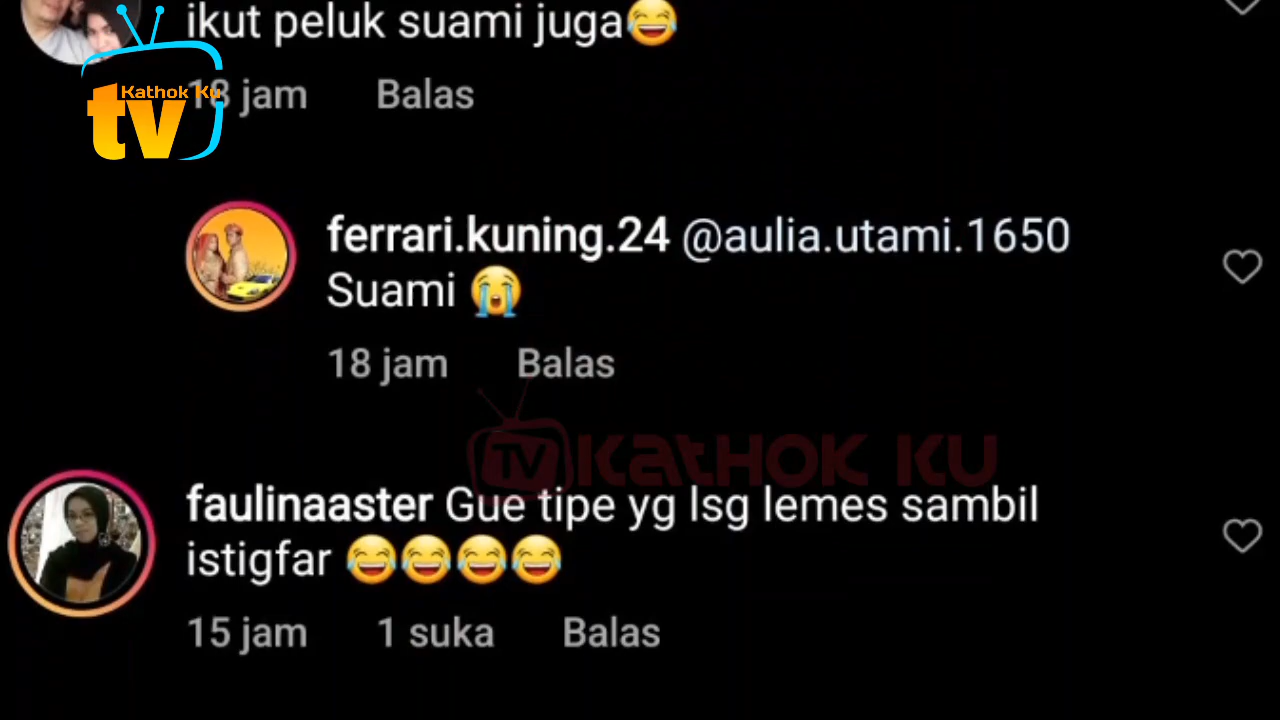 ikut peluk suami juga😂
Kathok Ku
tv
18 jam Balas
ferrari.kuning.24 @aulia.utami.1650
Suami 😭
18 jam Balas
TV KATHOK KU
faulinaaster Gue tipe yg lsg lemes sambil
istigfar 😂😂😂😂
15 jam 1 suka Balas